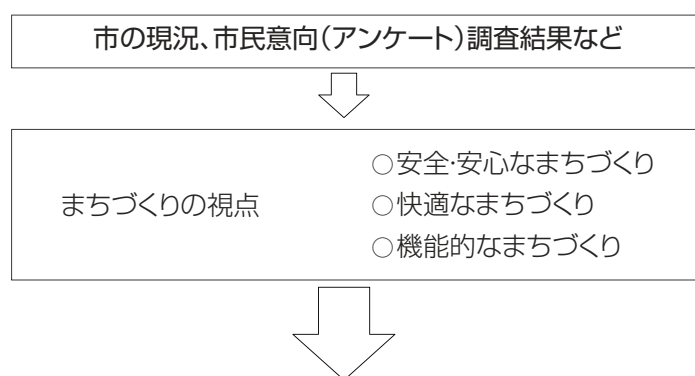 市の現況、市民意向(アンケート)調査結果など
まちづくりの視点
○安全・安心なまちづくり
○快適なまちづくり
○機能的なまちづくり